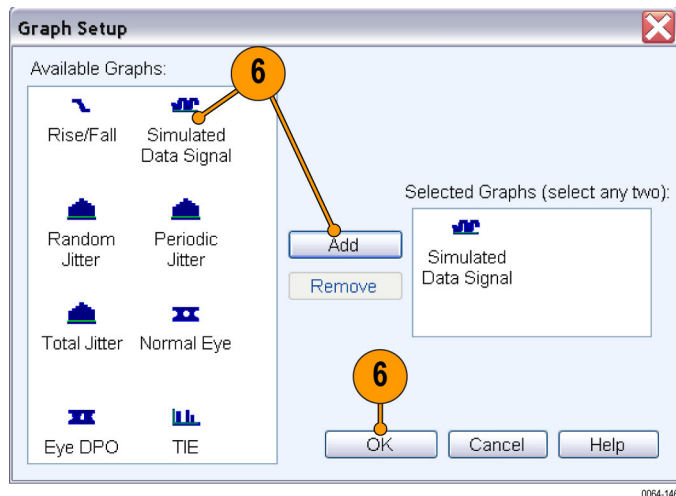 Graph Setup
Available Graphs:
6
Rise/Fall
Simulated
Data Signal
Random
Jitter
Periodic
Jitter
Total Jitter
Normal Eye
Eye DPO
TIE
Add
Remove
Selected Graphs (select any two):
Simulated
Data Signal
6
OK
Cancel
Help